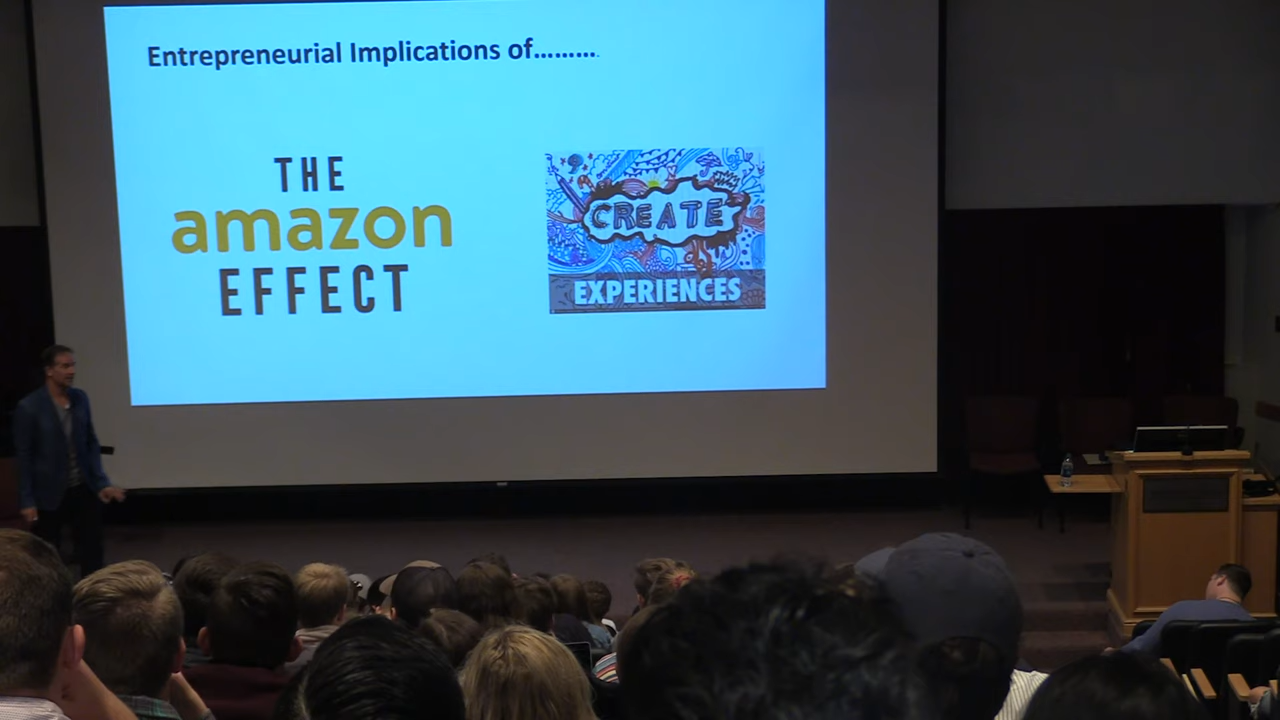 Entrepreneurial Implications of..........
THE
amazon
EFFECT
CREATE
EXPERIENCES